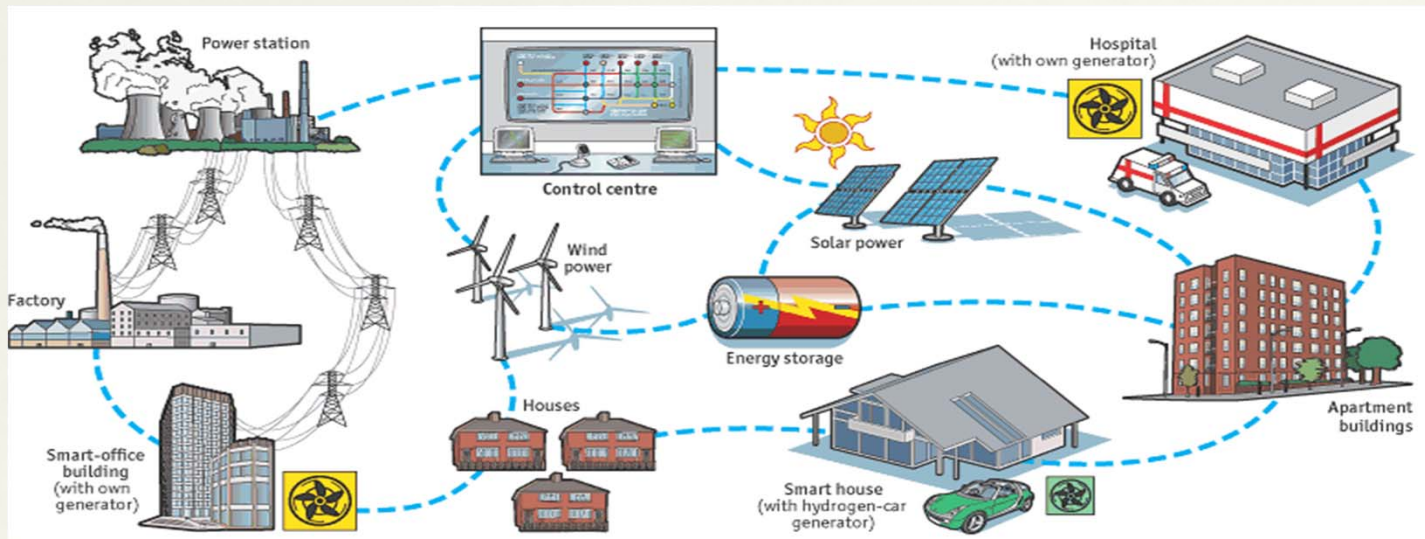 Power station
Control centre
Hospital
(with own
generator)
Solar power
Wind
power
Factory
Energy storage
Houses
Apartment
buildings
Smart-office
building
(with own
generator)
Smart house
(with hydrogen-car
generator)